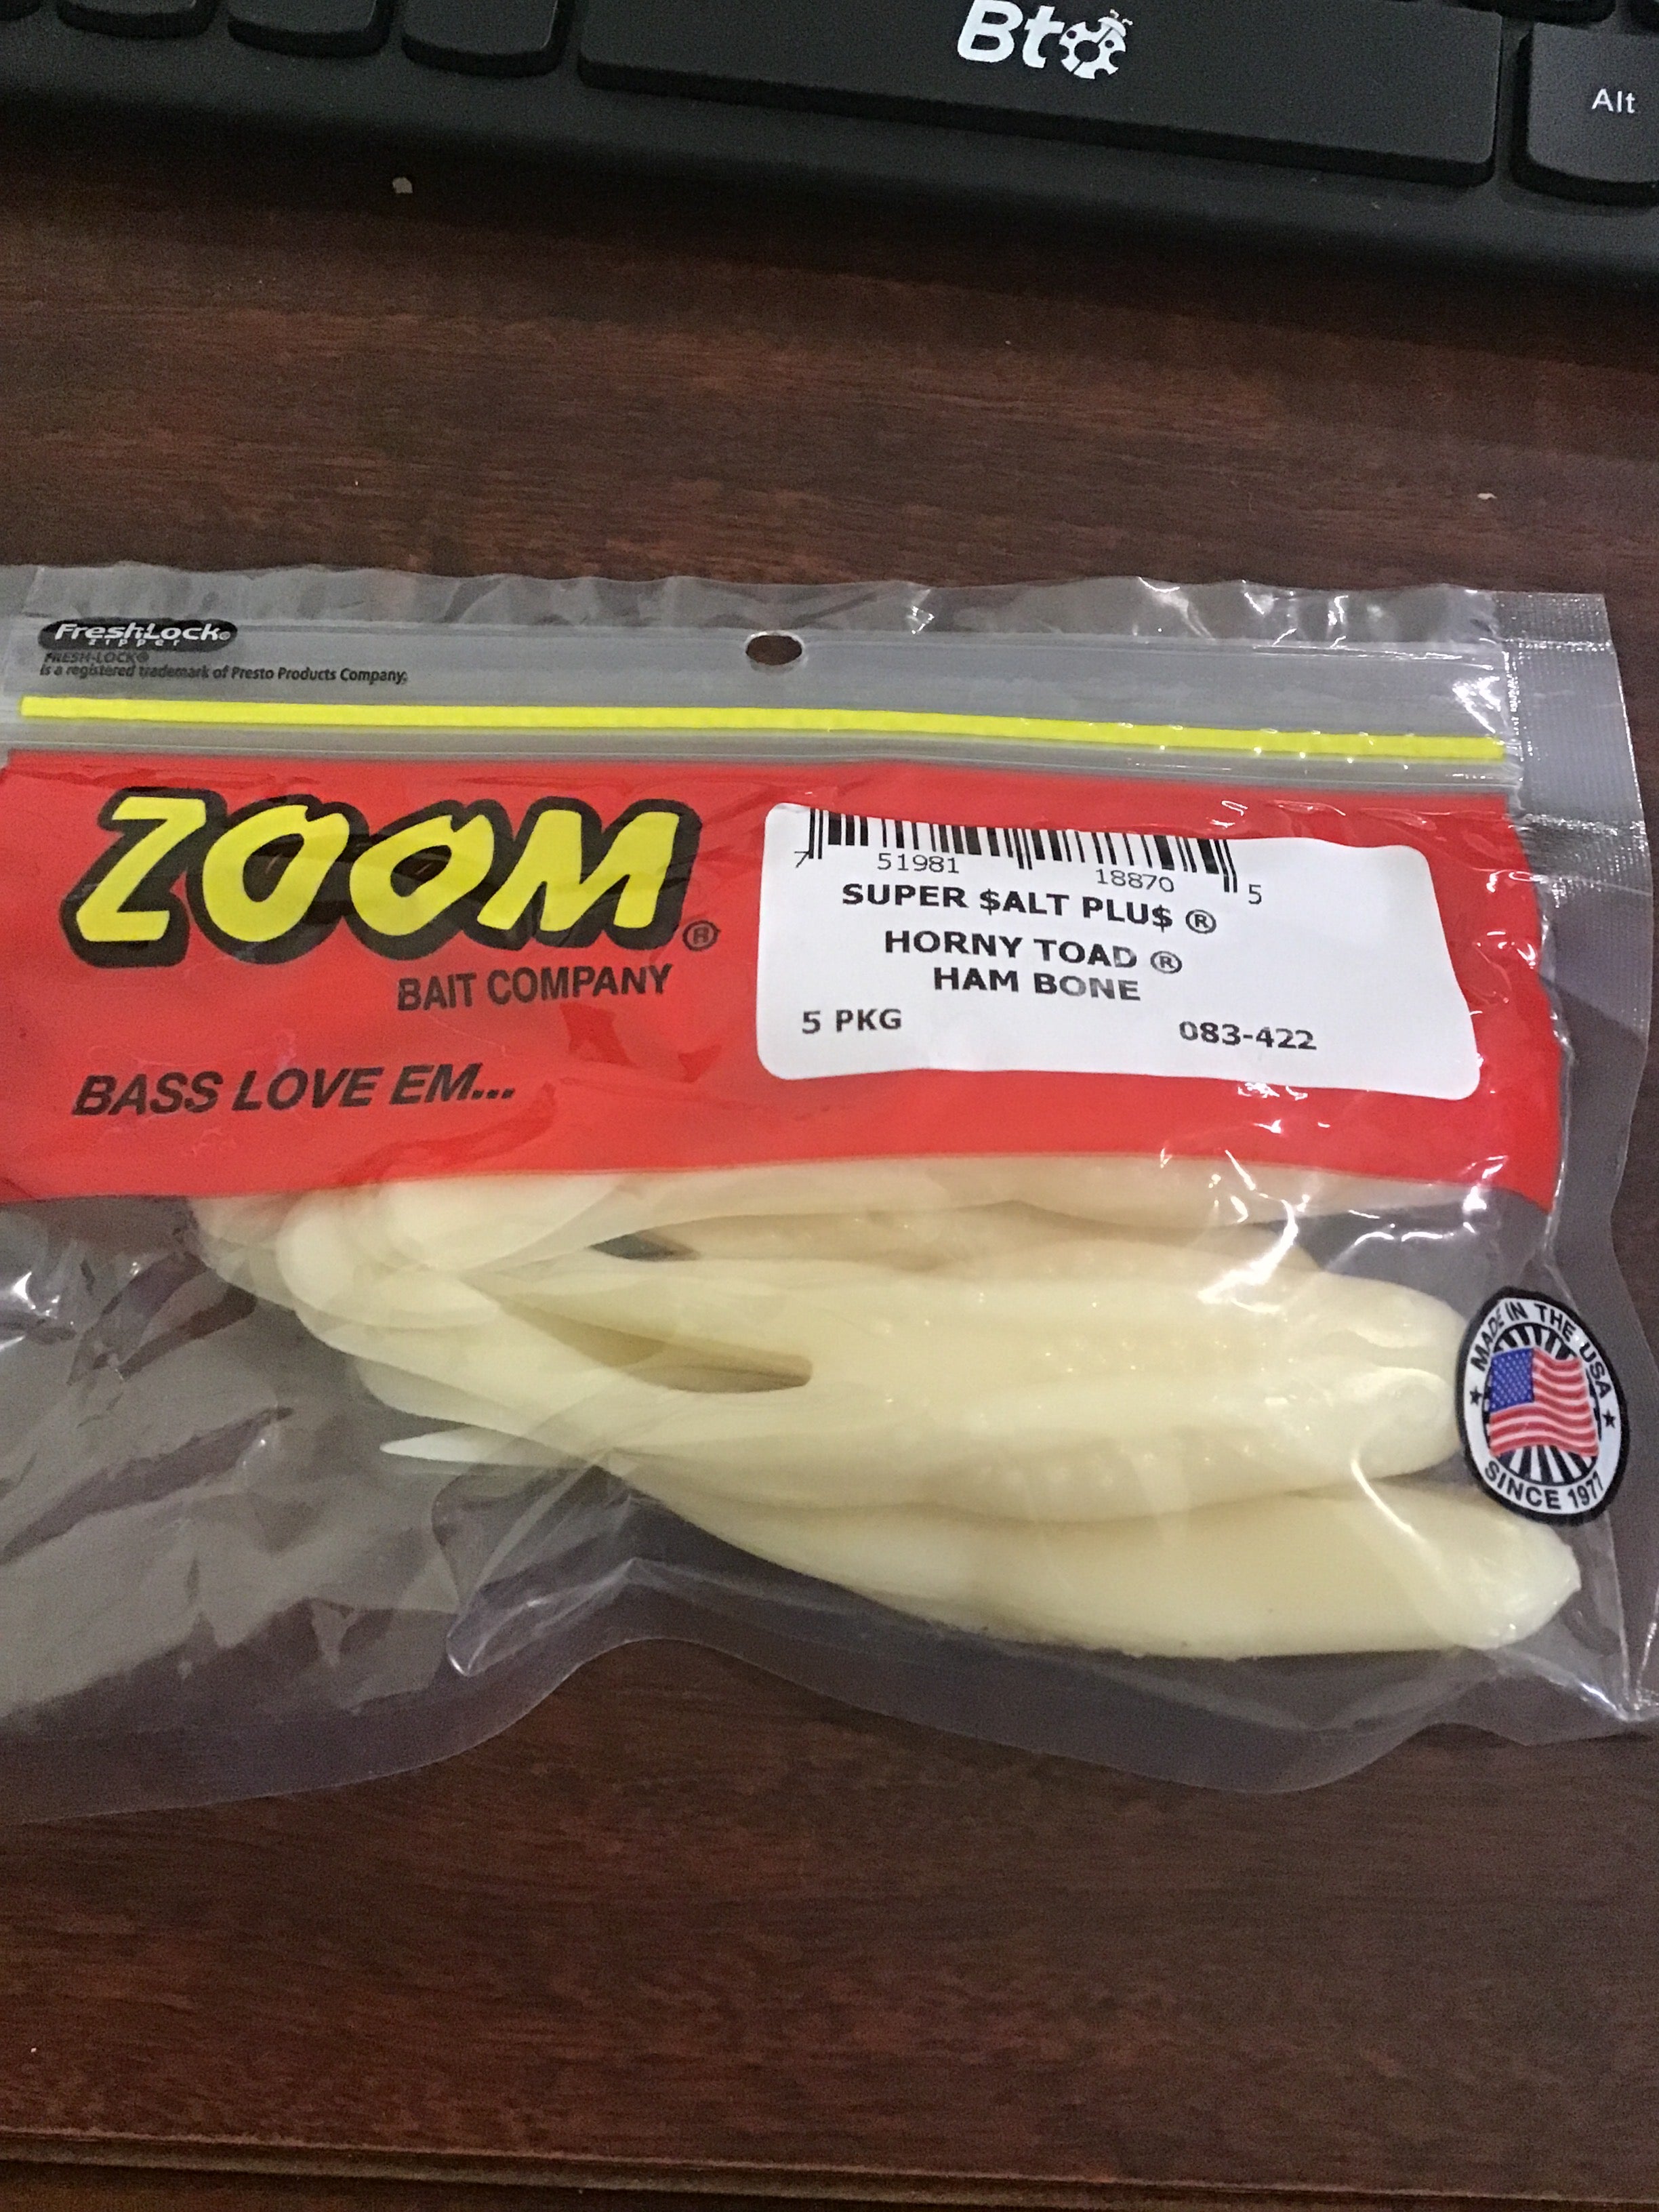 Bto
Alt
FreshLock®
zipper
FRESH-LOCK®
is a registered trademark of Presto Products Company.
ZOOM®
BAIT COMPANY
BASS LOVE EM...
7 51981 18870 5
SUPER $ALT PLU$ ®
HORNY TOAD ®
HAM BONE
5 PKG 083-422
★ MADE IN THE USA ★
SINCE 1977